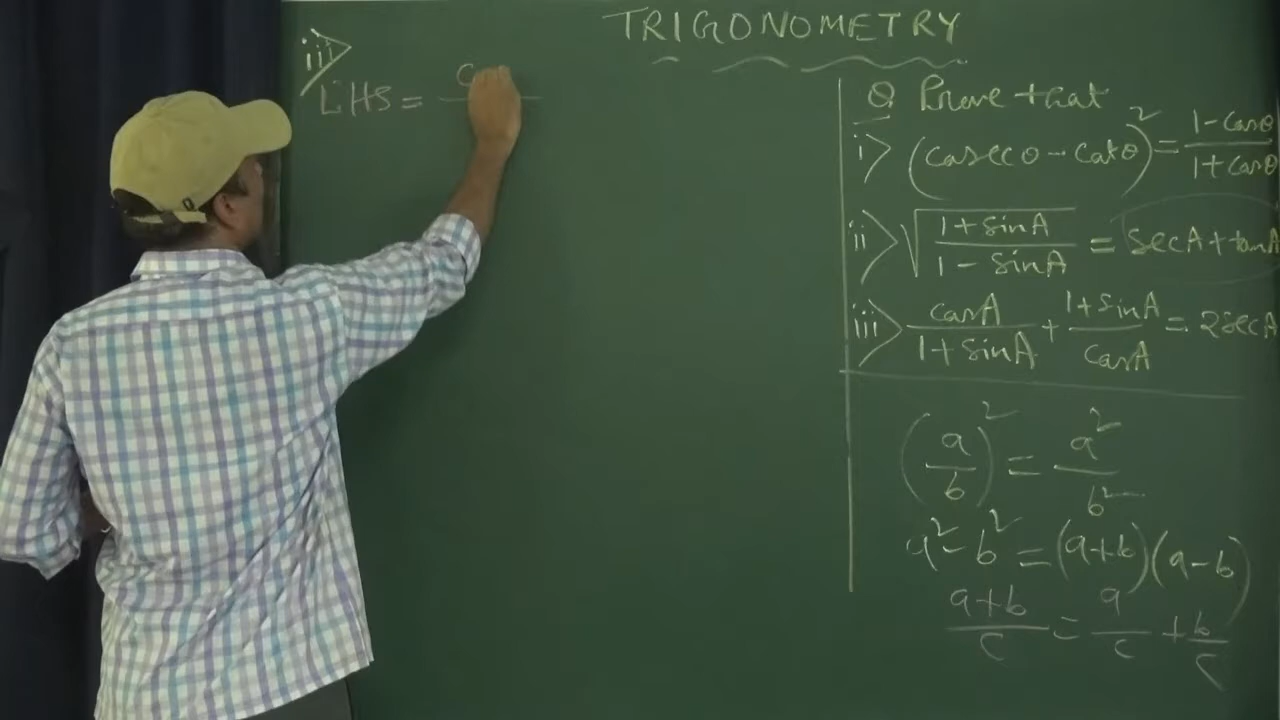 TRIGONOMETRY
iii>
LHS =
Q Prove that
i> (cosecθ - cotθ)² = (1 - cosθ)/(1 + cosθ)
ii> √((1 + sinA)/(1 - sinA)) = secA + tanA
iii> cosA/(1 + sinA) + (1 + sinA)/cosA = 2secA
(a/b)² = a²/b²
a² - b² = (a+b)(a-b)
(a+b)/c = a/c + b/c